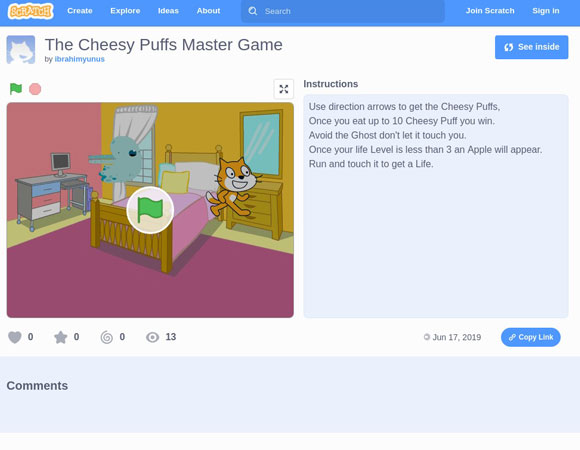 SCRATCH Create Explore Ideas About Search Join Scratch Sign in
The Cheesy Puffs Master Game
by ibrahimyunus
See inside
Instructions
Use direction arrows to get the Cheesy Puffs,
Once you eat up to 10 Cheesy Puff you win.
Avoid the Ghost don't let it touch you.
Once your life Level is less than 3 an Apple will appear.
Run and touch it to get a Life.
0 0 0 13
© Jun 17, 2019 Copy Link
Comments